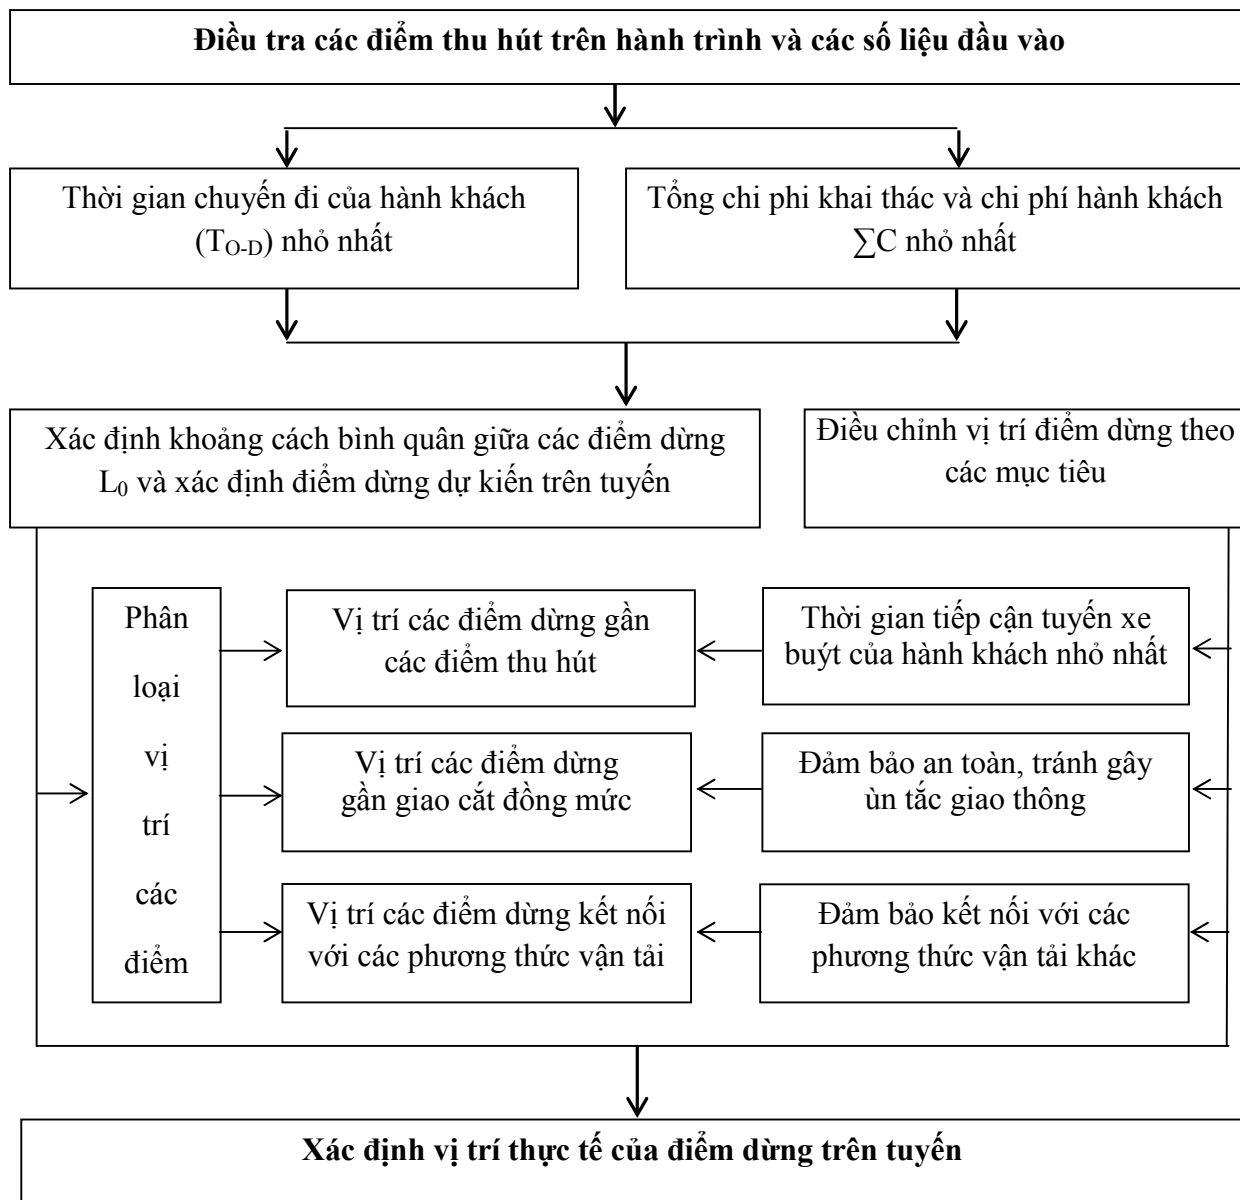 Điều tra các điểm thu hút trên hành trình và các số liệu đầu vào
Thời gian chuyến đi của hành khách
(T_O-D) nhỏ nhất
Tổng chi phi khai thác và chi phí hành khách
∑C nhỏ nhất
Xác định khoảng cách bình quân giữa các điểm dừng
L₀ và xác định điểm dừng dự kiến trên tuyến
Điều chỉnh vị trí điểm dừng theo
các mục tiêu
Phân
loại
vị
trí
các
điểm
Vị trí các điểm dừng gần
các điểm thu hút
Thời gian tiếp cận tuyến xe
buýt của hành khách nhỏ nhất
Vị trí các điểm dừng
gần giao cắt đồng mức
Đảm bảo an toàn, tránh gây
ùn tắc giao thông
Vị trí các điểm dừng kết nối
với các phương thức vận tải
Đảm bảo kết nối với các
phương thức vận tải khác
Xác định vị trí thực tế của điểm dừng trên tuyến